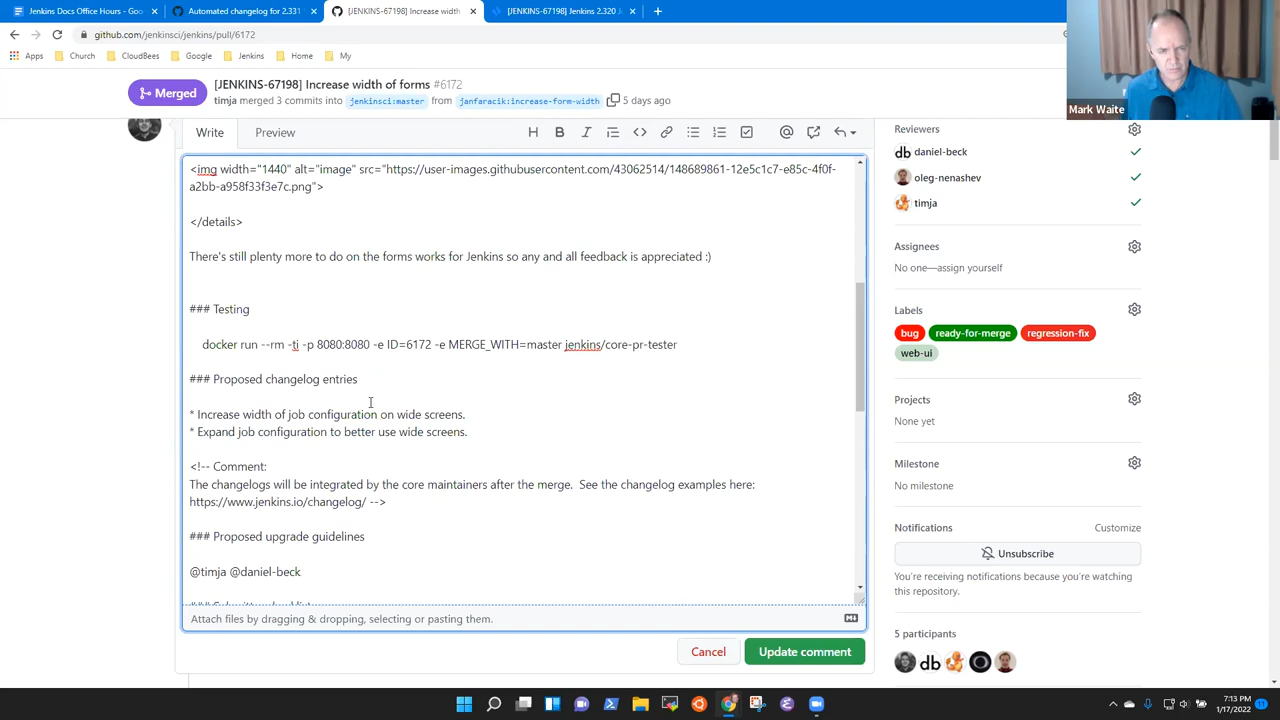 Jenkins Docs Office Hours - Goo
Automated changelog for 2.331
[JENKINS-67198] Increase width
[JENKINS-67198] Jenkins 2.320 J
github.com/jenkinsci/jenkins/pull/6172
Apps
Church
CloudBees
Google
Jenkins
Home
My
Mark Waite
Merged
[JENKINS-67198] Increase width of forms #6172
timja merged 3 commits into jenkinsci:master from janfaracik:increase-form-width 5 days ago
Write
Preview
<img width="1440" alt="image" src="https://user-images.githubusercontent.com/43062514/148689861-12e5c1c7-e85c-4f0f-
a2bb-a958f33f3e7c.png">
</details>
There's still plenty more to do on the forms works for Jenkins so any and all feedback is appreciated :)
### Testing
docker run --rm -ti -p 8080:8080 -e ID=6172 -e MERGE_WITH=master jenkins/core-pr-tester
### Proposed changelog entries
* Increase width of job configuration on wide screens.
* Expand job configuration to better use wide screens.
<!-- Comment:
The changelogs will be integrated by the core maintainers after the merge. See the changelog examples here:
https://www.jenkins.io/changelog/ -->
### Proposed upgrade guidelines
@timja @daniel-beck
Attach files by dragging & dropping, selecting or pasting them.
Cancel
Update comment
Reviewers
daniel-beck
oleg-nenashev
timja
Assignees
No one—assign yourself
Labels
bug
ready-for-merge
regression-fix
web-ui
Projects
None yet
Milestone
No milestone
Notifications
Customize
Unsubscribe
You're receiving notifications because you're watching
this repository.
5 participants
7:13 PM
1/17/2022